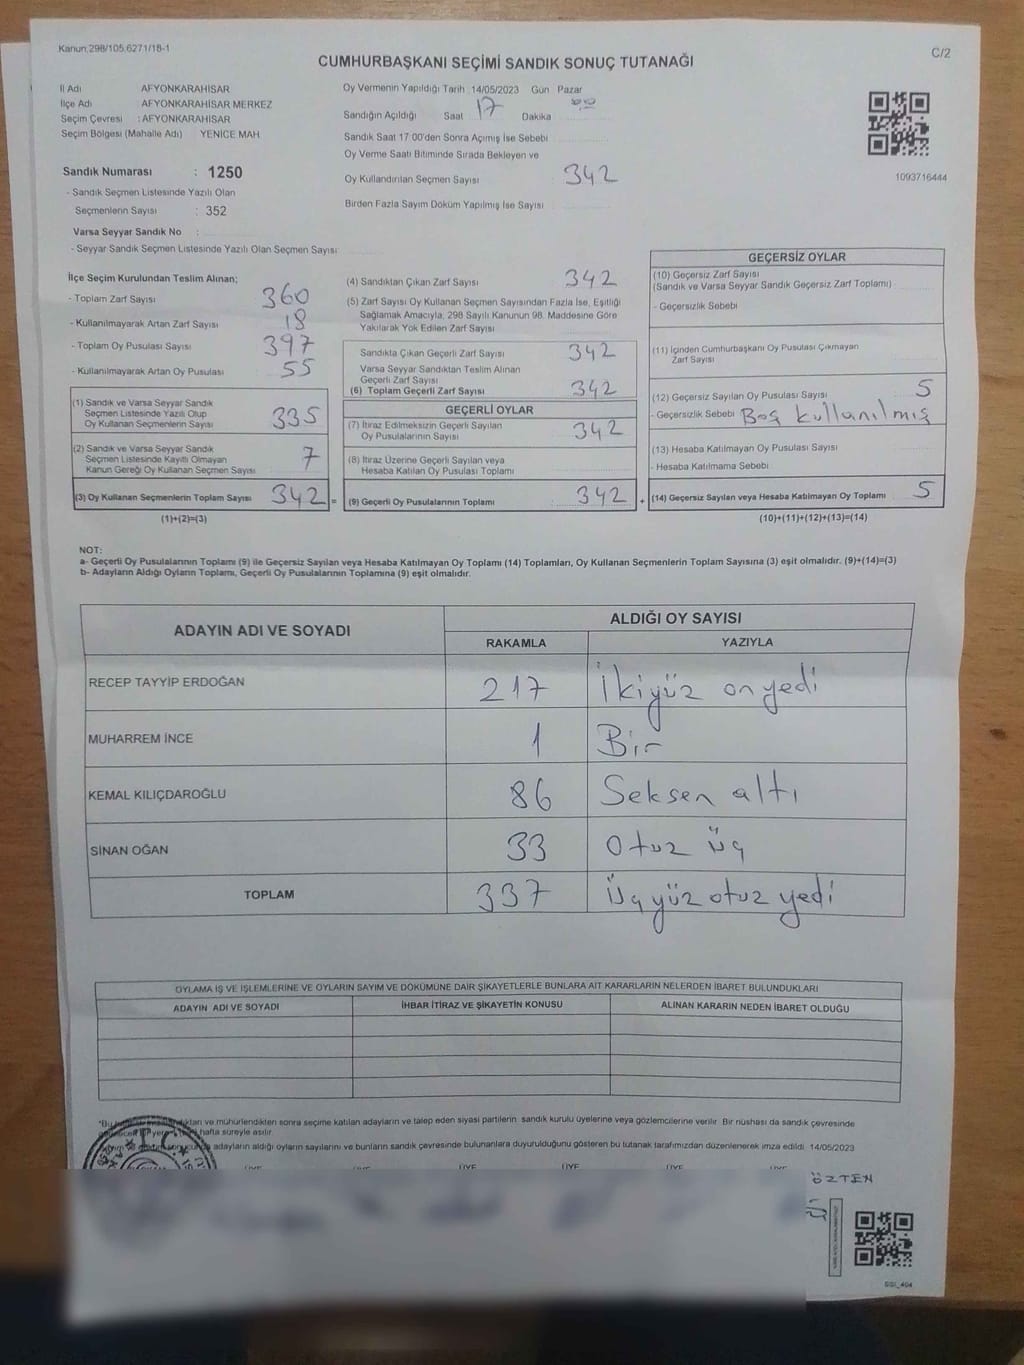 Kanun,298/105,6271/18-1
C/2
CUMHURBAŞKANI SEÇİMİ SANDIK SONUÇ TUTANAĞI
İl Adı AFYONKARAHİSAR
İlçe Adı AFYONKARAHİSAR MERKEZ
Seçim Çevresi : AFYONKARAHİSAR
Seçim Bölgesi (Mahalle Adı) YENİCE MAH.
Oy Vermenin Yapıldığı Tarih 14/05/2023 Gün Pazar
Sandığın Açıldığı Saat 17 Dakika
Sandık Saat 17 00'den Sonra Açımış İse Sebebi
Oy Verme Saati Bitiminde Sırada Bekleyen ve
Oy Kullandırılan Seçmen Sayısı 342
Birden Fazla Sayım Döküm Yapılmış İse Sayısı
1093716444
Sandık Numarası : 1250
- Sandık Seçmen Listesinde Yazılı Olan
Seçmenlerin Sayısı : 352
Varsa Seyyar Sandık No :
- Seyyar Sandık Seçmen Listesinde Yazılı Olan Seçmen Sayısı
İlçe Seçim Kurulundan Teslim Alınan;
- Toplam Zarf Sayısı 360
- Kullanılmayarak Artan Zarf Sayısı 18
- Toplam Oy Pusulası Sayısı 397
- Kullanılmayarak Artan Oy Pusulası 55
(1) Sandık ve Varsa Seyyar Sandık
Seçmen Listesinde Yazılı Olup
Oy Kullanan Seçmenlerin Sayısı 335
(2) Sandık ve Varsa Seyyar Sandık
Seçmen Listesinde Kayıtlı Olmayan
Kanun Gereği Oy Kullanan Seçmen Sayısı 7
(3) Oy Kullanan Seçmenlerin Toplam Sayısı 342 =
(1)+(2)=(3)
(4) Sandıktan Çıkan Zarf Sayısı 342
(5) Zarf Sayısı Oy Kullanan Seçmen Sayısından Fazla İse, Eşitliği
Sağlamak Amacıyla, 298 Sayılı Kanunun 98. Maddesine Göre
Yakılarak Yok Edilen Zarf Sayısı
Sandıkta Çıkan Geçerli Zarf Sayısı 342
Varsa Seyyar Sandıktan Teslim Alınan
Geçerli Zarf Sayısı
(6) Toplam Geçerli Zarf Sayısı 342
GEÇERLİ OYLAR
(7) İtiraz Edilmeksizin Geçerli Sayılan
Oy Pusulalarının Sayısı 342
(8) İtiraz Üzerine Geçerli Sayılan veya
Hesaba Katılan Oy Pusulası Toplamı
(9) Geçerli Oy Pusulalarının Toplamı 342 +
GEÇERSİZ OYLAR
(10) Geçersiz Zarf Sayısı
(Sandık ve Varsa Seyyar Sandık Geçersiz Zarf Toplamı)
- Geçersizlik Sebebi
(11) İçinden Cumhurbaşkanı Oy Pusulası Çıkmayan
Zarf Sayısı
(12) Geçersiz Sayılan Oy Pusulası Sayısı 5
- Geçersizlik Sebebi Boş kullanılmış
(13) Hesaba Katılmayan Oy Pusulası Sayısı
- Hesaba Katılmama Sebebi
(14) Geçersiz Sayılan veya Hesaba Katılmayan Oy Toplamı 5
(10)+(11)+(12)+(13)=(14)
NOT:
a- Geçerli Oy Pusulalarının Toplamı (9) ile Geçersiz Sayılan veya Hesaba Katılmayan Oy Toplamı (14) Toplamları, Oy Kullanan Seçmenlerin Toplam Sayısına (3) eşit olmalıdır. (9)+(14)=(3)
b- Adayların Aldığı Oyların Toplamı, Geçerli Oy Pusulalarının Toplamına (9) eşit olmalıdır.
ADAYIN ADI VE SOYADI ALDIĞI OY SAYISI
RAKAMLA YAZIYLA
RECEP TAYYİP ERDOĞAN 217 İkiyüz on yedi
MUHARREM İNCE 1 Bir
KEMAL KILIÇDAROĞLU 86 Seksen altı
SİNAN OĞAN 33 Otuz üç
TOPLAM 337 Üç yüz otuz yedi
OYLAMA İŞ VE İŞLEMLERİNE VE OYLARIN SAYIM VE DÖKÜMÜNE DAİR ŞİKAYETLERLE BUNLARA AİT KARARLARIN NELERDEN İBARET BULUNDUKLARI
ADAYIN ADI VE SOYADI İHBAR İTİRAZ VE ŞİKAYETİN KONUSU ALINAN KARARIN NEDEN İBARET OLDUĞU
ve mühürlendikten sonra seçime katılan adayların ve talep eden siyasi partilerin sandık kurulu üyelerine veya gözlemcilerine verilir Bir nüshası da sandık çevresinde
hafta süreyle asılır
adayların aldığı oyların sayılarını ve bunların sandık çevresinde bulunanlara duyurulduğunu gösteren bu tutanak tarafımızdan düzenlenerek imza edildi 14/05/2023
ÜYE ÜYE ÜYE ÜYE ÜYE ÜYE
T.C.
ÖZTEN
SSI_404